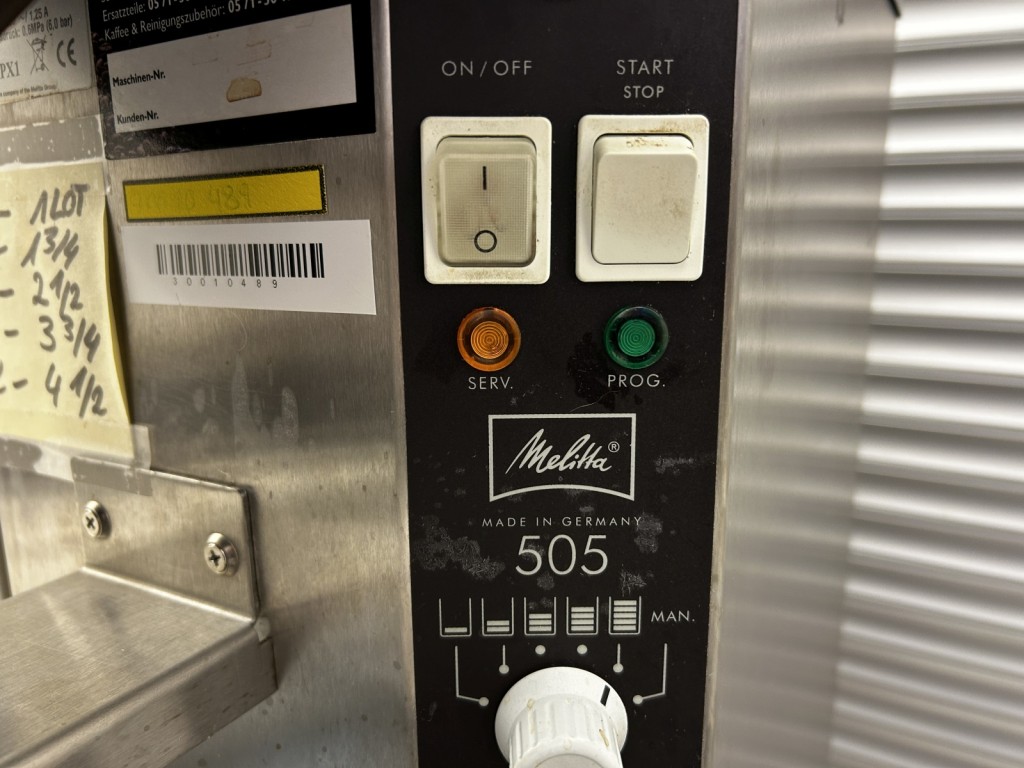 1,25 A
0,6MPa (6,0 bar)
PX1
CE
Ersatzteile: 0571-
Kaffee & Reinigungszubehör: 0571-
Maschinen-Nr.
Kunden-Nr.
489
30010489
- 1 LOT
- 1 3/4
- 2 1/2
- 3 3/4
- 4 1/2
ON / OFF
START
STOP
SERV.
PROG.
Melitta®
MADE IN GERMANY
505
MAN.